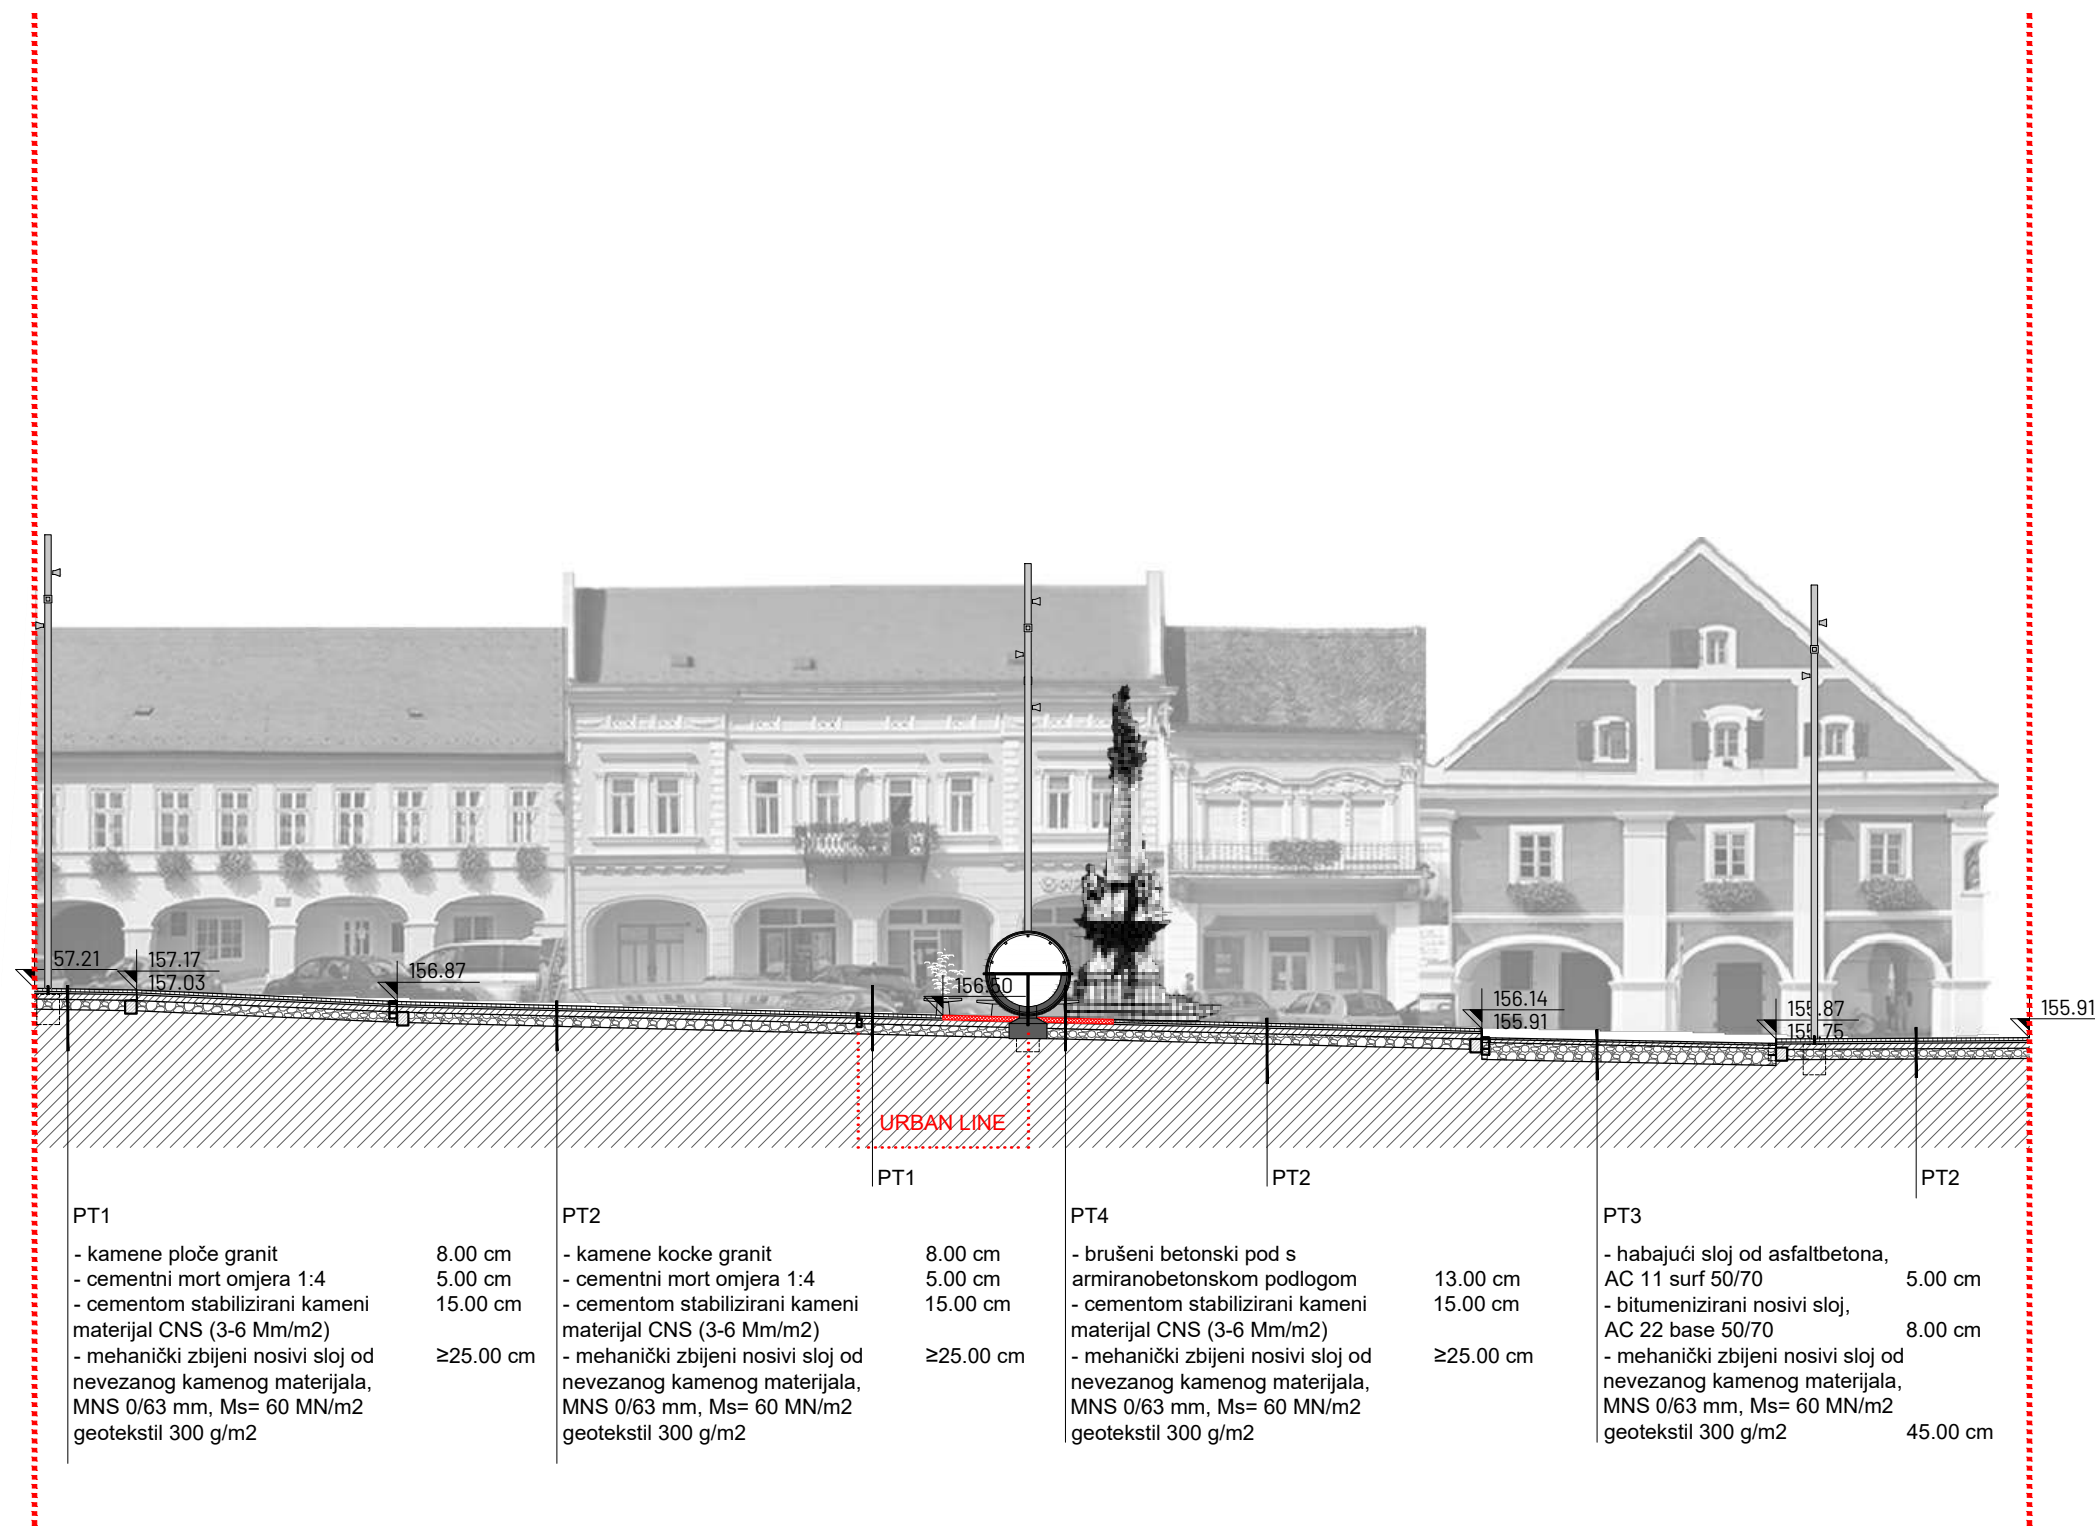 57.21
157.17
157.03
156.87
156.50
156.14
155.91
155.87
155.75
155.91
URBAN LINE
PT1
PT2
PT2
PT1
- kamene ploče granit 8.00 cm
- cementni mort omjera 1:4 5.00 cm
- cementom stabilizirani kameni 15.00 cm
materijal CNS (3-6 Mm/m2)
- mehanički zbijeni nosivi sloj od ≥25.00 cm
nevezanog kamenog materijala,
MNS 0/63 mm, Ms= 60 MN/m2
geotekstil 300 g/m2
PT2
- kamene kocke granit 8.00 cm
- cementni mort omjera 1:4 5.00 cm
- cementom stabilizirani kameni 15.00 cm
materijal CNS (3-6 Mm/m2)
- mehanički zbijeni nosivi sloj od ≥25.00 cm
nevezanog kamenog materijala,
MNS 0/63 mm, Ms= 60 MN/m2
geotekstil 300 g/m2
PT4
- brušeni betonski pod s
armiranobetonskom podlogom 13.00 cm
- cementom stabilizirani kameni 15.00 cm
materijal CNS (3-6 Mm/m2)
- mehanički zbijeni nosivi sloj od ≥25.00 cm
nevezanog kamenog materijala,
MNS 0/63 mm, Ms= 60 MN/m2
geotekstil 300 g/m2
PT3
- habajući sloj od asfaltbetona,
AC 11 surf 50/70 5.00 cm
- bitumenizirani nosivi sloj,
AC 22 base 50/70 8.00 cm
- mehanički zbijeni nosivi sloj od
nevezanog kamenog materijala,
MNS 0/63 mm, Ms= 60 MN/m2
geotekstil 300 g/m2 45.00 cm